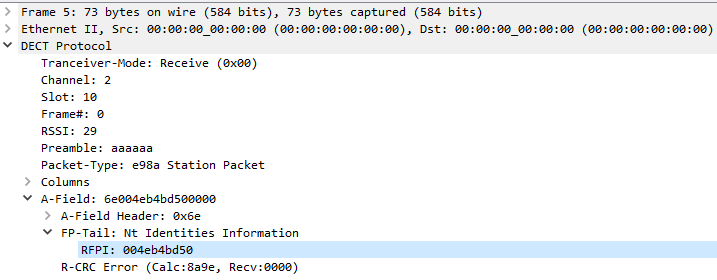 Frame 5: 73 bytes on wire (584 bits), 73 bytes captured (584 bits)
Ethernet II, Src: 00:00:00_00:00:00 (00:00:00:00:00:00), Dst: 00:00:00_00:00:00 (00:00:00:00:00:00)
DECT Protocol
Tranceiver-Mode: Receive (0x00)
Channel: 2
Slot: 10
Frame#: 0
RSSI: 29
Preamble: aaaaaa
Packet-Type: e98a Station Packet
Columns
A-Field: 6e004eb4bd500000
A-Field Header: 0x6e
FP-Tail: Nt Identities Information
RFPI: 004eb4bd50
R-CRC Error (Calc:8a9e, Recv:0000)